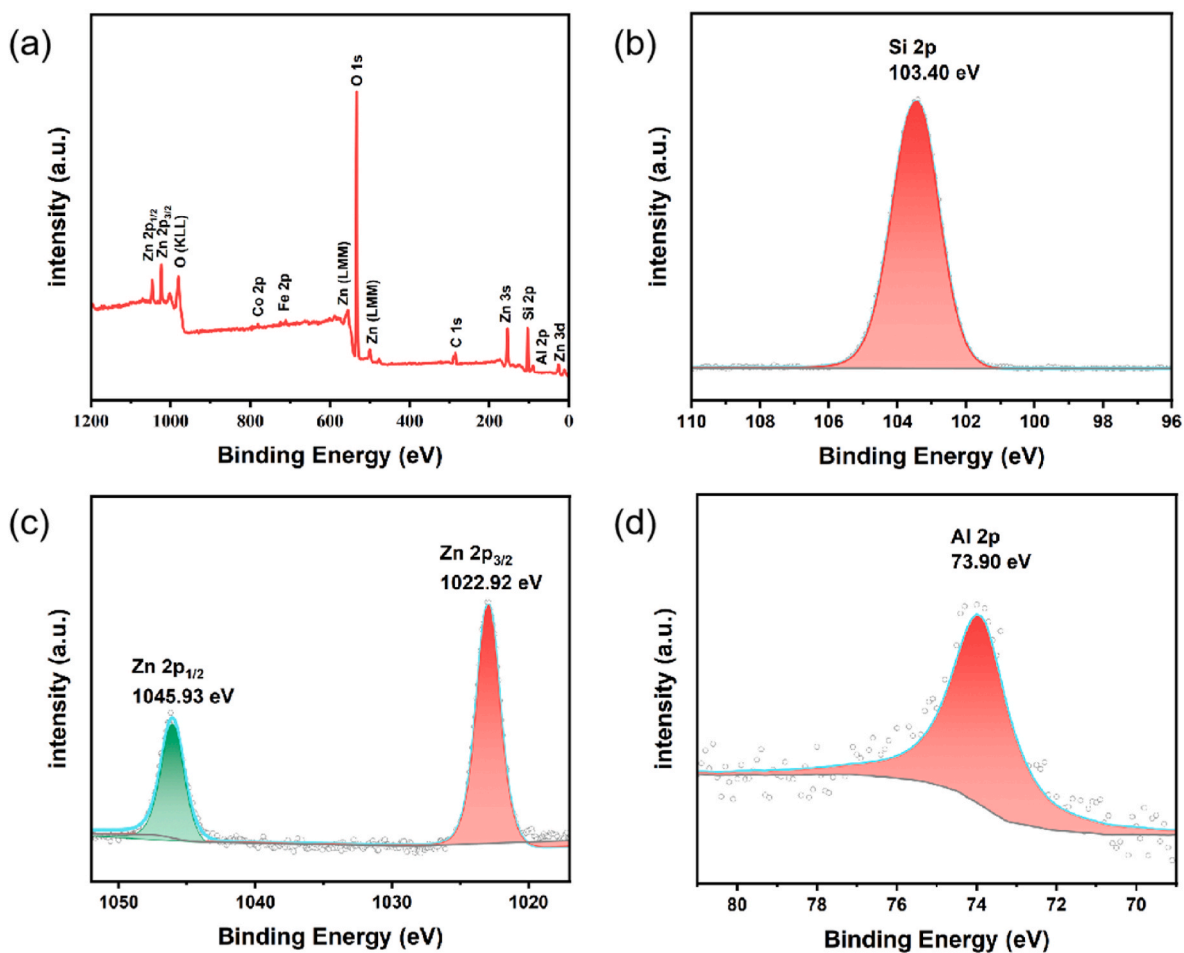 (a)
intensity (a.u.)
Zn 2p1/2
Zn 2p3/2
O (KLL)
Co 2p
Fe 2p
Zn (LMM)
O 1s
Zn (LMM)
C 1s
Zn 3s
Si 2p
Al 2p
Zn 3d
1200 1000 800 600 400 200 0
Binding Energy (eV)
(b)
intensity (a.u.)
Si 2p
103.40 eV
110 108 106 104 102 100 98 96
Binding Energy (eV)
(c)
intensity (a.u.)
Zn 2p1/2
1045.93 eV
Zn 2p3/2
1022.92 eV
1050 1040 1030 1020
Binding Energy (eV)
(d)
intensity (a.u.)
Al 2p
73.90 eV
80 78 76 74 72 70
Binding Energy (eV)